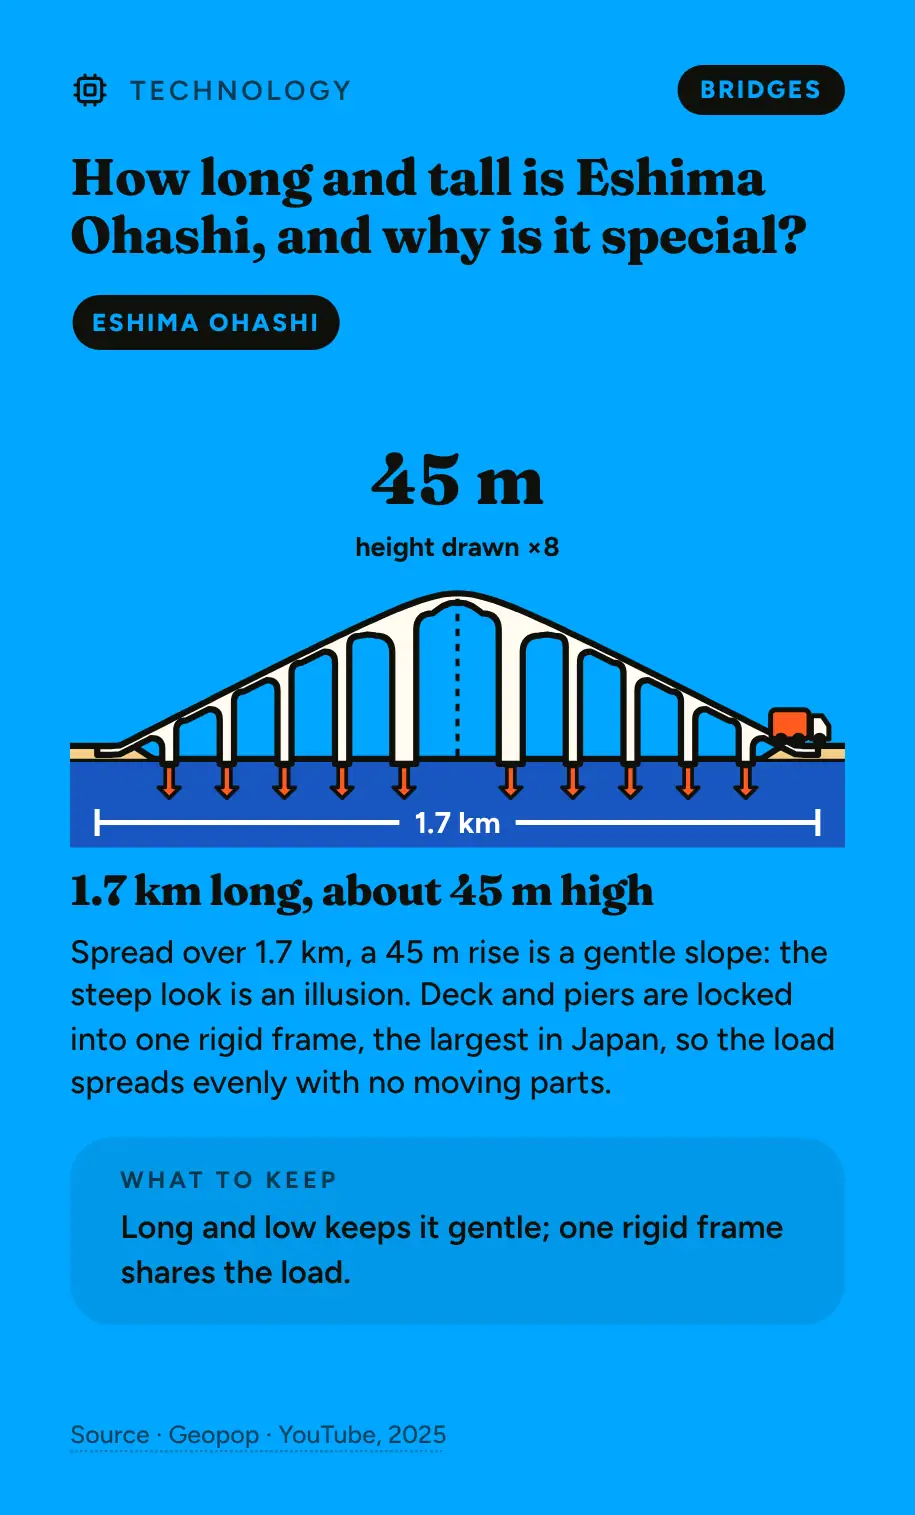 TECHNOLOGY
BRIDGES
How long and tall is Eshima
Ohashi, and why is it special?
ESHIMA OHASHI
45 m
height drawn ×8
1.7 km
1.7 km long, about 45 m high
Spread over 1.7 km, a 45 m rise is a gentle slope: the
steep look is an illusion. Deck and piers are locked
into one rigid frame, the largest in Japan, so the load
spreads evenly with no moving parts.
WHAT TO KEEP
Long and low keeps it gentle; one rigid frame
shares the load.
Source · Geopop · YouTube, 2025